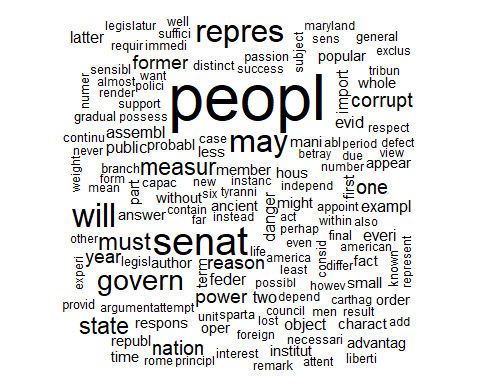 legislatur well maryland
latter suffici repres subject sens general
requir immedi passion popular exclus
numer sensibl former distinct success tribun
almost want import whole
render polici peopl corrupt
gradual possess support evid respect
continu assembl case may mani abl period defect
never public probabl less betray due view
weight branch measur member hous number appear
form part capac new instanc independ first one
mean without six tyranni danger might appoint exampl
will answer contain ancient act within also
far instead perhap
other must senat even final everi
year life consid american known represent
experi legisl author term reason america differ fact
govern feder least possibl howev small
provid power two depend carthag order
argument attempt unit sparta council men result
state respons oper lost object charact add
republ foreign necessari advantag
time nation interest institut liberti
rome principl remark attent